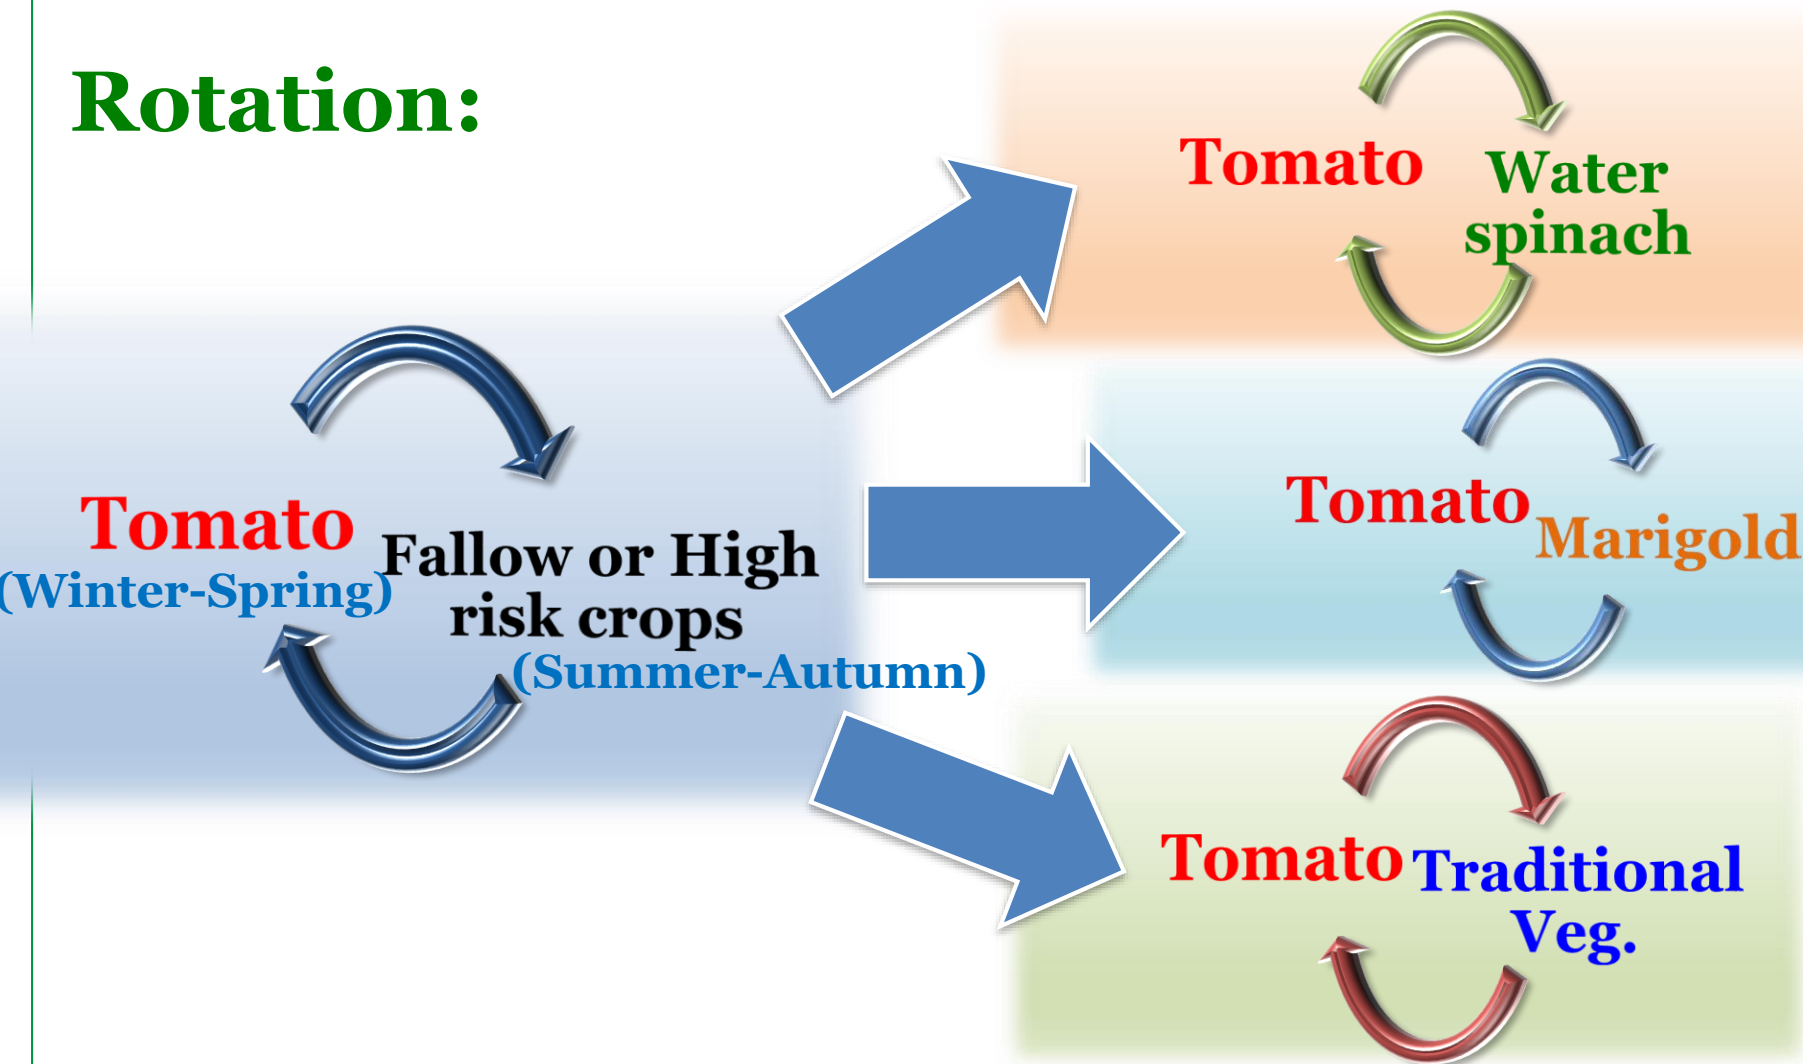 Rotation:
Tomato
(Winter-Spring)
Fallow or High
risk crops
(Summer-Autumn)
Tomato
Water
spinach
Tomato
Marigold
Tomato
Traditional
Veg.